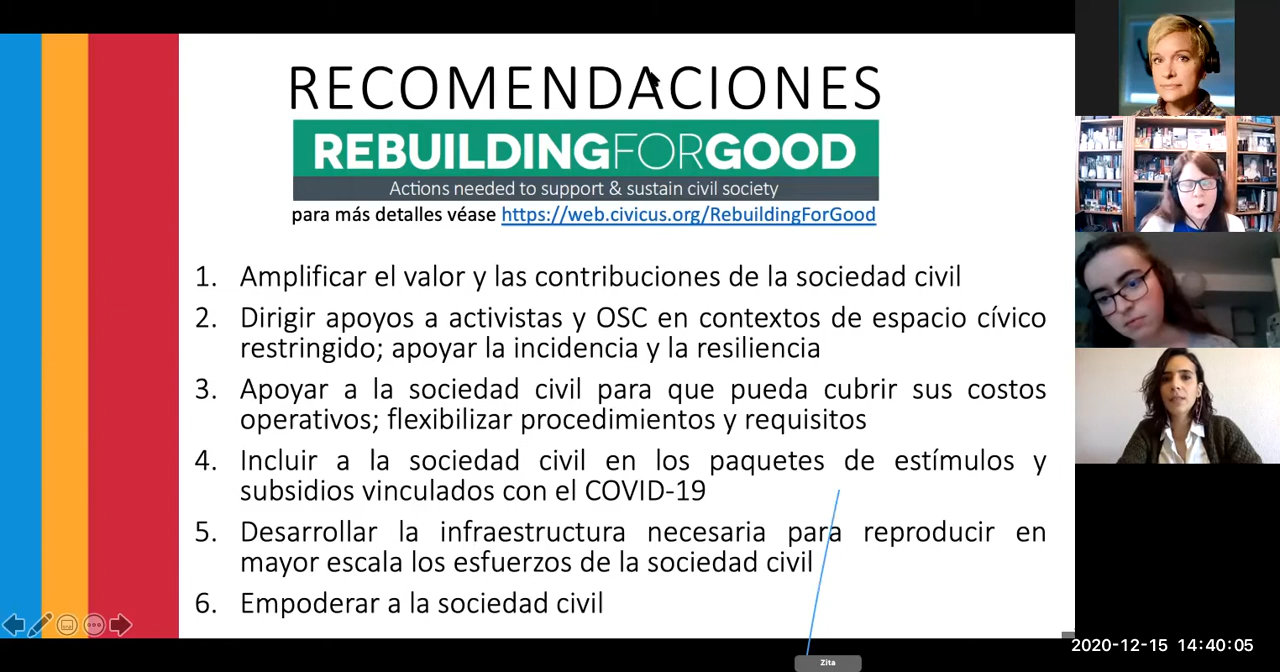 RECOMENDACIONES
REBUILDINGFORGOOD
Actions needed to support & sustain civil society
para más detalles véase https://web.civicus.org/RebuildingForGood
1. Amplificar el valor y las contribuciones de la sociedad civil
2. Dirigir apoyos a activistas y OSC en contextos de espacio cívico
restringido; apoyar la incidencia y la resiliencia
3. Apoyar a la sociedad civil para que pueda cubrir sus costos
operativos; flexibilizar procedimientos y requisitos
4. Incluir a la sociedad civil en los paquetes de estímulos y
subsidios vinculados con el COVID-19
5. Desarrollar la infraestructura necesaria para reproducir en
mayor escala los esfuerzos de la sociedad civil
6. Empoderar a la sociedad civil
2020-12-15 14:40:05
Zita